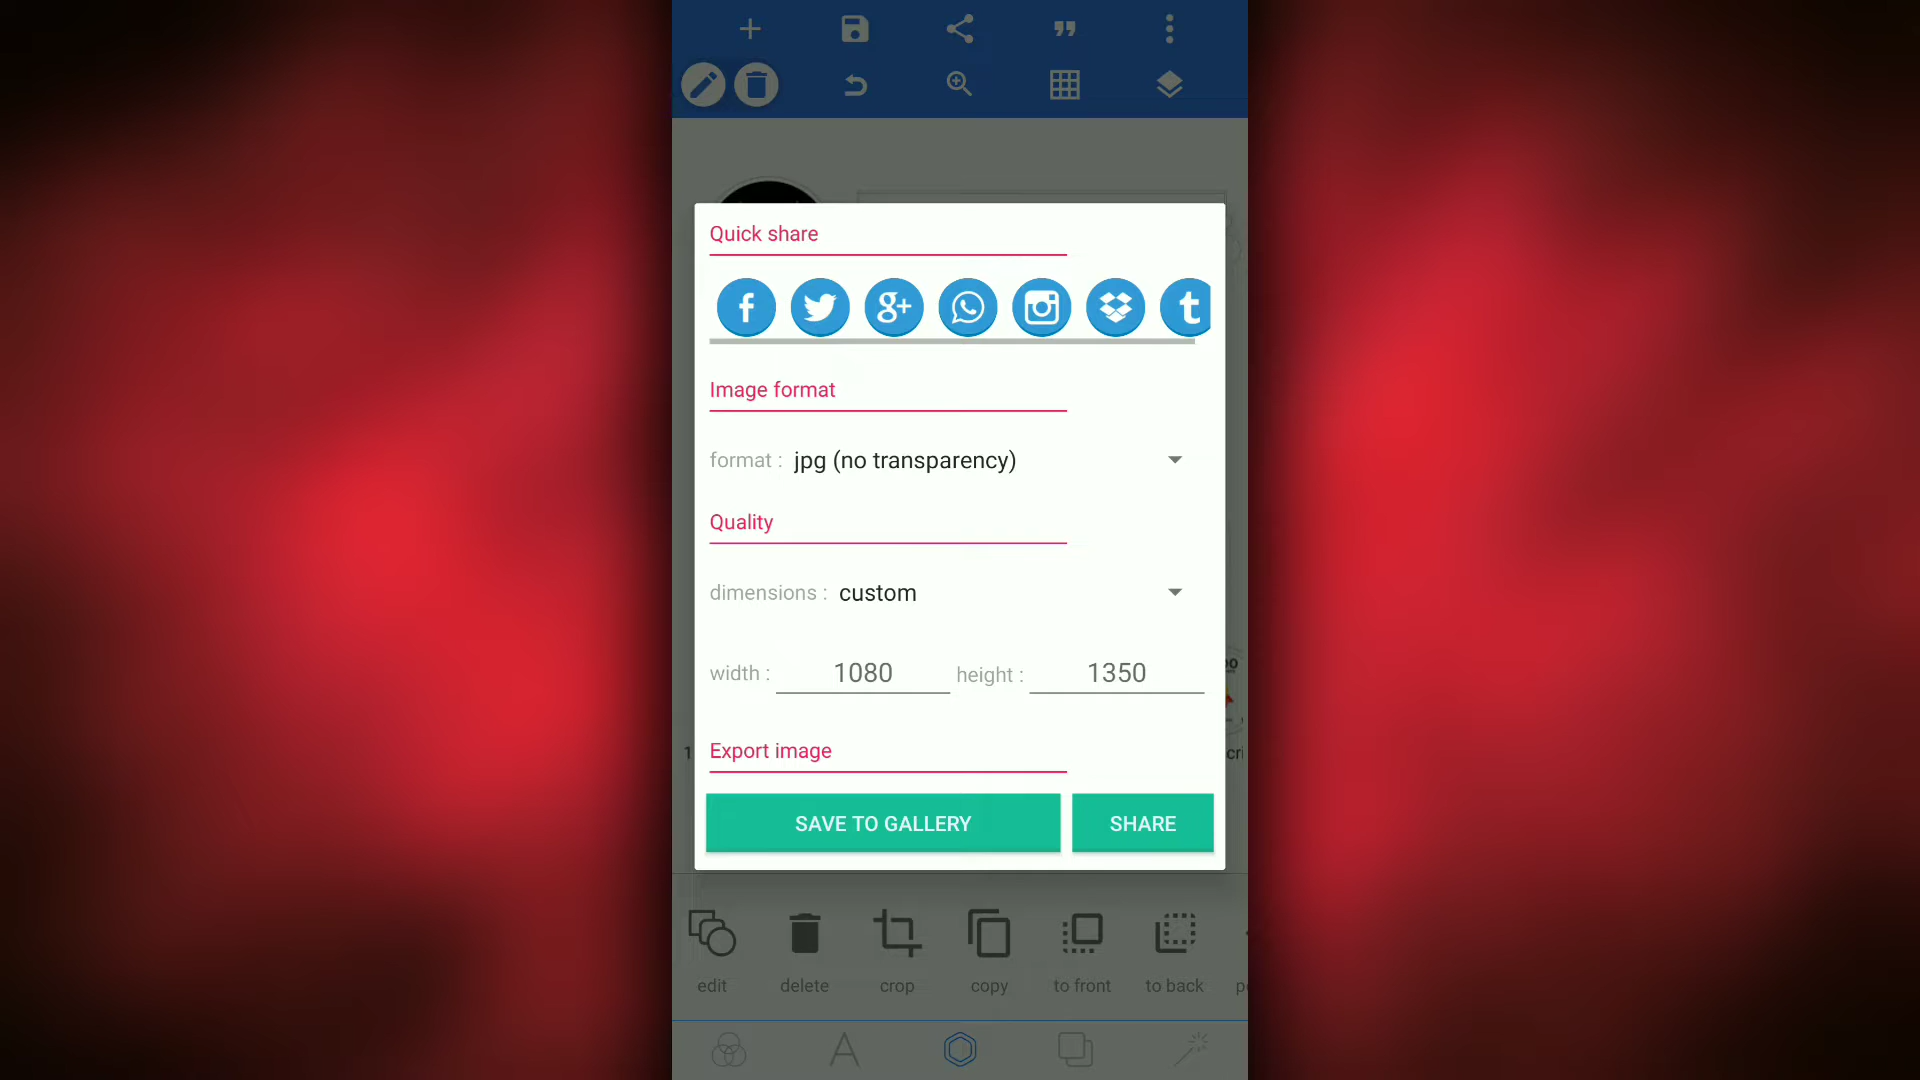 Quick share
Image format
format : jpg (no transparency)
Quality
dimensions : custom
width : 1080 height : 1350
Export image
SAVE TO GALLERY SHARE
edit delete crop copy to front to back